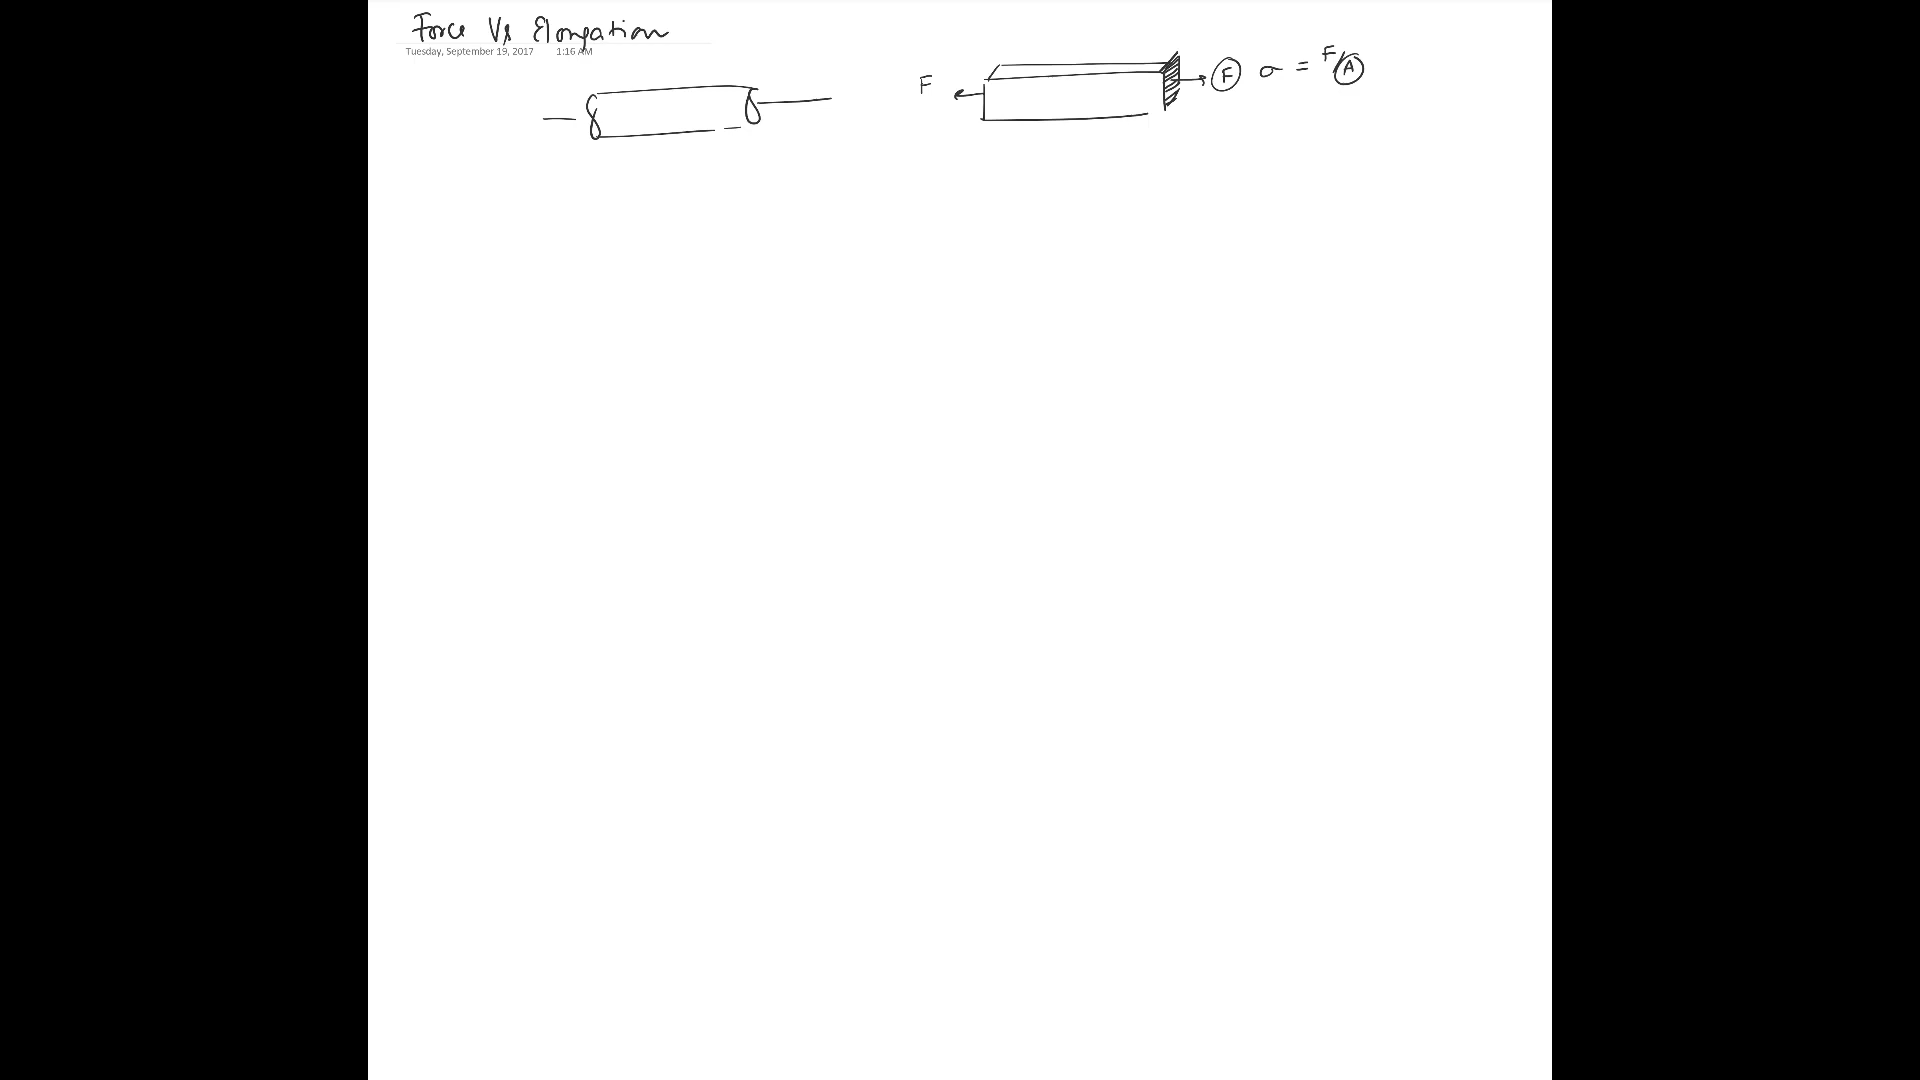 Force Vs Elongation
Tuesday, September 19, 2017 1:16 AM
F
F σ = F/A